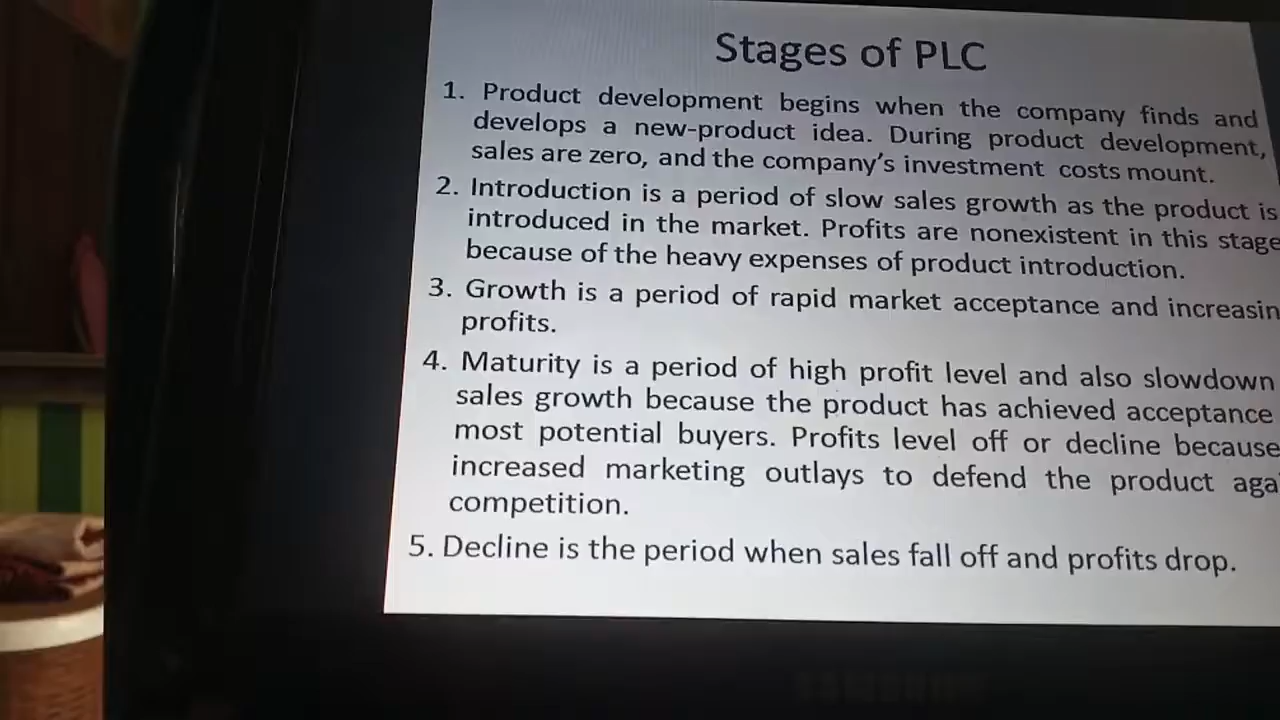 Stages of PLC
1. Product development begins when the company finds and
develops a new-product idea. During product development,
sales are zero, and the company's investment costs mount.
2. Introduction is a period of slow sales growth as the product is
introduced in the market. Profits are nonexistent in this stage
because of the heavy expenses of product introduction.
3. Growth is a period of rapid market acceptance and increasin
profits.
4. Maturity is a period of high profit level and also slowdown
sales growth because the product has achieved acceptance
most potential buyers. Profits level off or decline because
increased marketing outlays to defend the product aga
competition.
5. Decline is the period when sales fall off and profits drop.